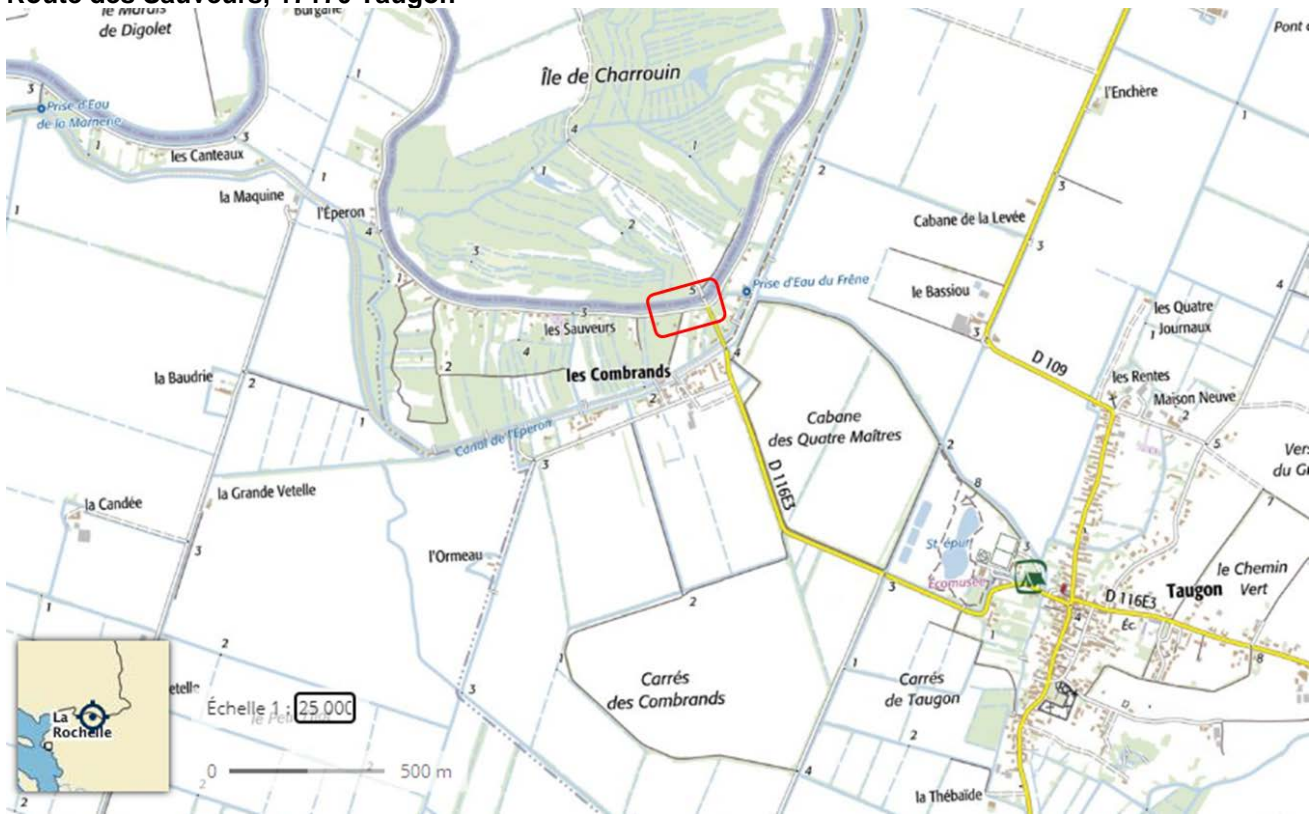 Route des Sauveurs, 17170 Taugon
le Marais
de Digolet
Burgane
Île de Charrouin
Pont
l'Enchère
Prise d'Eau
de la Marnerie
les Canteaux
la Maquine
l'Éperon
Cabane de la Levée
Prise d'Eau du Frêne
le Bassiou
les Quatre
Journaux
les Sauveurs
les Combrands
D 109
la Baudrie
les Rentes
Maison Neuve
Cabane
des Quatre Maîtres
Canal de l'Éperon
D 116E3
la Grande Vetelle
la Candée
l'Ormeau
St. épur.
Écomusée
le Chemin
Vert
Taugon
D 116E3
Éc.
Carrés
des Combrands
Carrés
de Taugon
Échelle 1 : 25 000
La
Rochelle
0 500 m
la Thébaïde